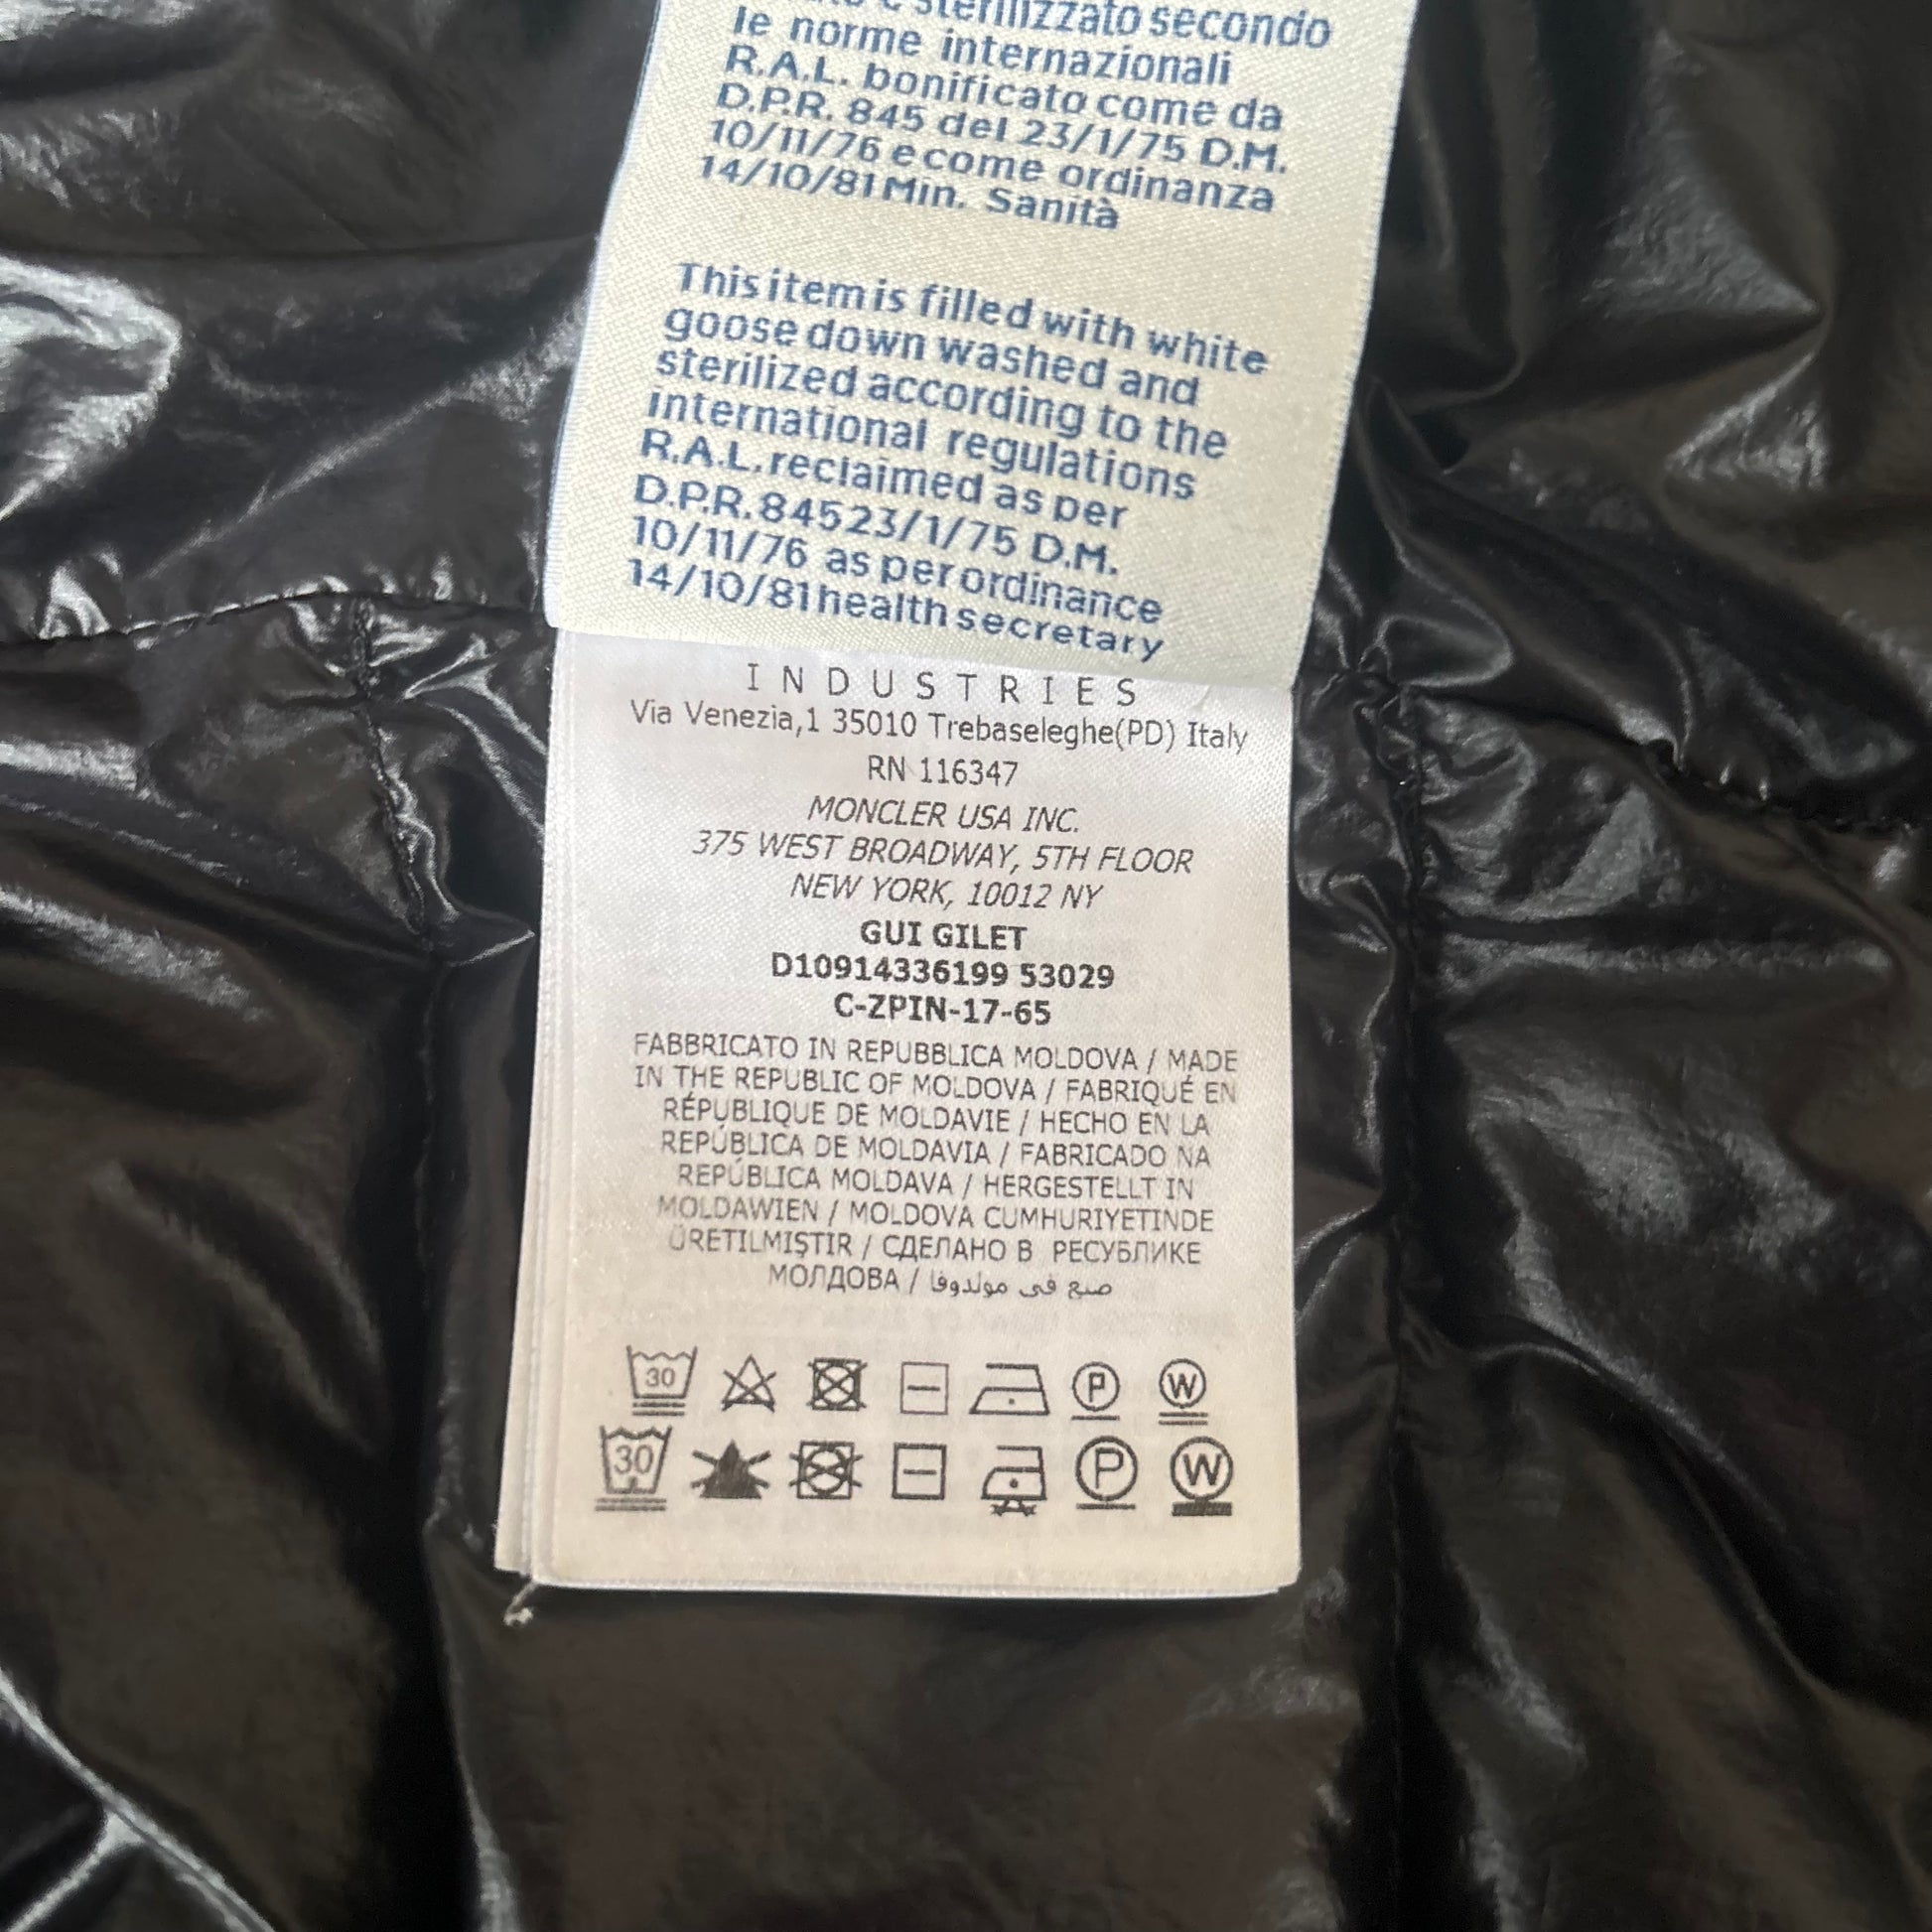 sterilizzato secondo
le norme internazionali
R.A.L. bonificato come da
D.P.R. 845 del 23/1/75 D.M.
10/11/76 e come ordinanza
14/10/81 Min. Sanità
This item is filled with white
goose down washed and
sterilized according to the
international regulations
R.A.L. reclaimed as per
D.P.R. 845 23/1/75 D.M.
10/11/76 as per ordinance
14/10/81 health secretary
INDUSTRIES
Via Venezia,1 35010 Trebaseleghe(PD) Italy
RN 116347
MONCLER USA INC.
375 WEST BROADWAY, 5TH FLOOR
NEW YORK, 10012 NY
GUI GILET
D10914336199 53029
C-ZPIN-17-65
FABBRICATO IN REPUBBLICA MOLDOVA / MADE
IN THE REPUBLIC OF MOLDOVA / FABRIQUÉ EN
RÉPUBLIQUE DE MOLDAVIE / HECHO EN LA
REPÚBLICA DE MOLDAVIA / FABRICADO NA
REPÚBLICA MOLDAVA / HERGESTELLT IN
MOLDAWIEN / MOLDOVA CUMHURIYETINDE
ÜRETILMIŞTIR / СДЕЛАНО В РЕСУБЛИКЕ
МОЛДОВА / صنع في مولدوفا
30 P W
30 P W